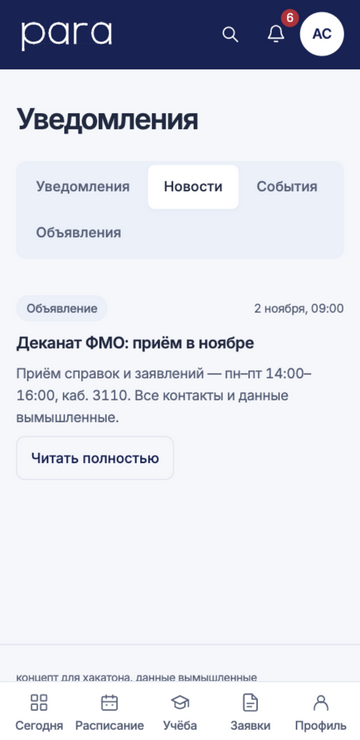 para
6
АС
Уведомления
Уведомления
Новости
События
Объявления
Объявление
2 ноября, 09:00
Деканат ФМО: приём в ноябре
Приём справок и заявлений — пн–пт 14:00–
16:00, каб. 3110. Все контакты и данные
вымышленные.
Читать полностью
концепт для хакатона, данные вымышленные
Сегодня
Расписание
Учёба
Заявки
Профиль